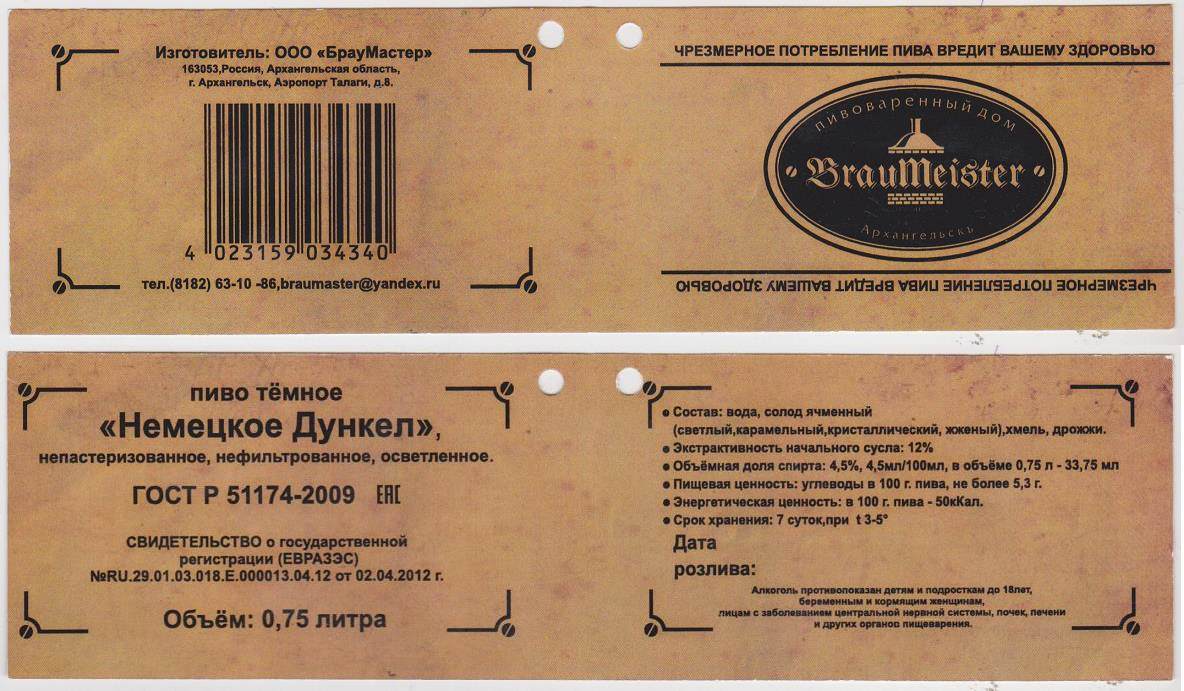 Изготовитель: ООО «БрауМастер»
163053,Россия, Архангельская область,
г. Архангельск, Аэропорт Талаги, д.8.
4 023159 034340
тел.(8182) 63-10 -86,braumaster@yandex.ru
ЧРЕЗМЕРНОЕ ПОТРЕБЛЕНИЕ ПИВА ВРЕДИТ ВАШЕМУ ЗДОРОВЬЮ
ПИВОВАРЕННЫЙ ДОМ
BrauMeister
Архангельскъ
ЧРЕЗМЕРНОЕ ПОТРЕБЛЕНИЕ ПИВА ВРЕДИТ ВАШЕМУ ЗДОРОВЬЮ
пиво тёмное
«Немецкое Дункел»,
непастеризованное, нефильтрованное, осветленное.
ГОСТ Р 51174-2009 ЕАС
СВИДЕТЕЛЬСТВО о государственной
регистрации (ЕВРАЗЭС)
№RU.29.01.03.018.Е.000013.04.12 от 02.04.2012 г.
Объём: 0,75 литра
• Состав: вода, солод ячменный
(светлый,карамельный,кристаллический, жженый),хмель, дрожжи.
• Экстрактивность начального сусла: 12%
• Объёмная доля спирта: 4,5%, 4,5мл/100мл, в объёме 0,75 л - 33,75 мл
• Пищевая ценность: углеводы в 100 г. пива, не более 5,3 г.
• Энергетическая ценность: в 100 г. пива - 50кКал.
• Срок хранения: 7 суток,при t 3-5°
Дата
розлива:
Алкоголь противопоказан детям и подросткам до 18лет,
беременным и кормящим женщинам,
лицам с заболеванием центральной нервной системы, почек, печени
и других органов пищеварения.